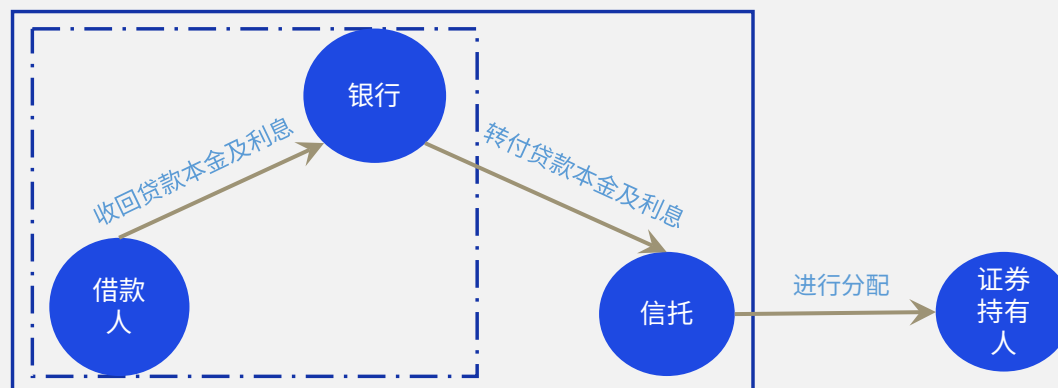 银行
收回贷款本金及利息
转付贷款本金及利息
借款
人
信托
进行分配
证券
持有
人